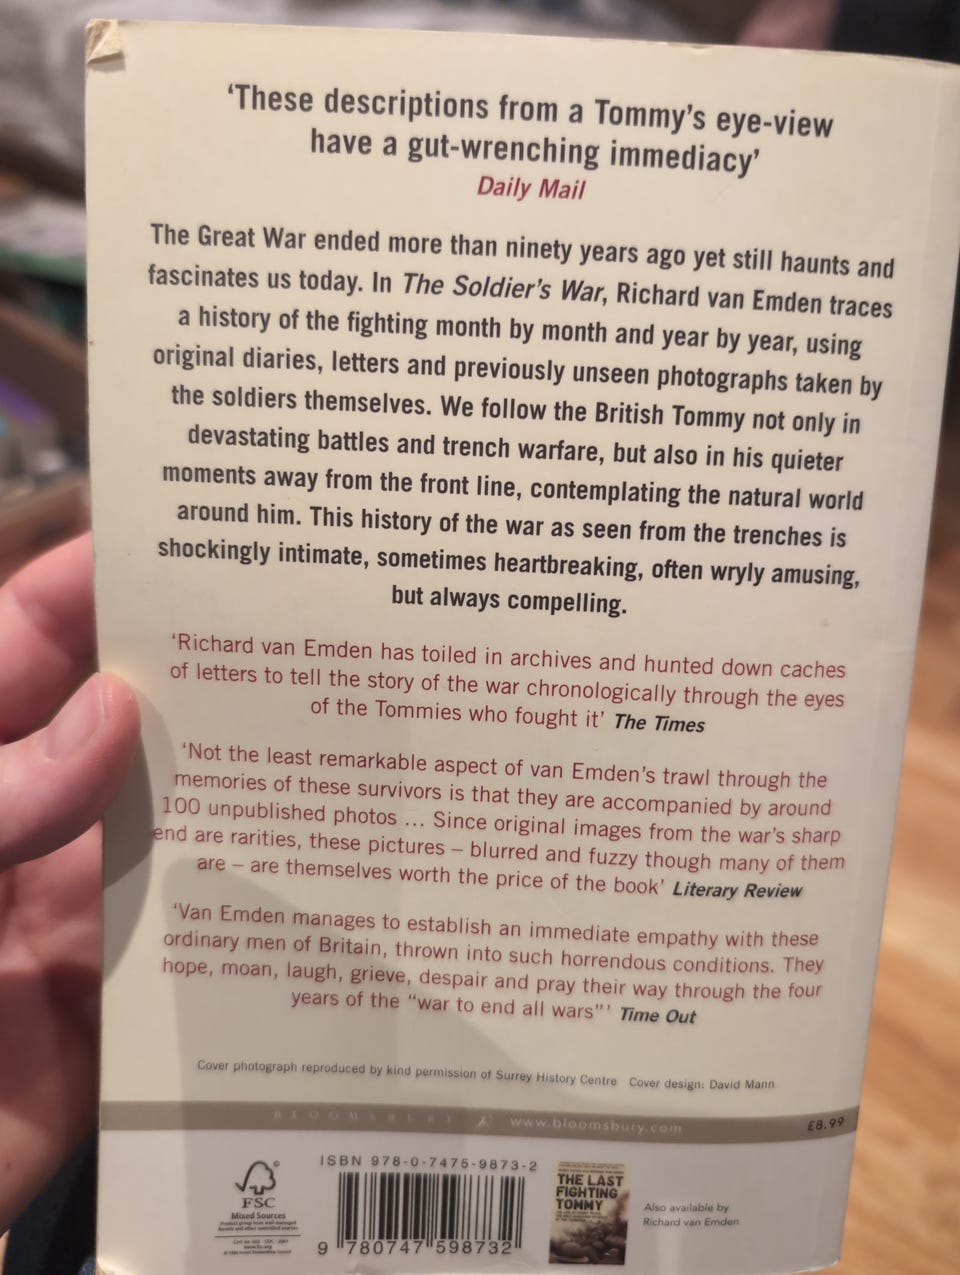 ‘These descriptions from a Tommy’s eye-view
have a gut-wrenching immediacy’
Daily Mail
The Great War ended more than ninety years ago yet still haunts and
fascinates us today. In The Soldier’s War, Richard van Emden traces
a history of the fighting month by month and year by year, using
original diaries, letters and previously unseen photographs taken by
the soldiers themselves. We follow the British Tommy not only in
devastating battles and trench warfare, but also in his quieter
moments away from the front line, contemplating the natural world
around him. This history of the war as seen from the trenches is
shockingly intimate, sometimes heartbreaking, often wryly amusing,
but always compelling.
‘Richard van Emden has toiled in archives and hunted down caches
of letters to tell the story of the war chronologically through the eyes
of the Tommies who fought it’ The Times
‘Not the least remarkable aspect of van Emden’s trawl through the
memories of these survivors is that they are accompanied by around
100 unpublished photos ... Since original images from the war’s sharp
end are rarities, these pictures – blurred and fuzzy though many of them
are – are themselves worth the price of the book’ Literary Review
‘Van Emden manages to establish an immediate empathy with these
ordinary men of Britain, thrown into such horrendous conditions. They
hope, moan, laugh, grieve, despair and pray their way through the four
years of the “war to end all wars”’ Time Out
Cover photograph reproduced by kind permission of Surrey History Centre Cover design: David Mann
BLOOMSBURY www.bloomsbury.com £8.99
ISBN 978-0-7475-9873-2
9 780747 598732
FSC
Mixed Sources
Product group from well-managed
forests and other controlled sources
www.fsc.org
THE LAST
FIGHTING
TOMMY
Also available by
Richard van Emden